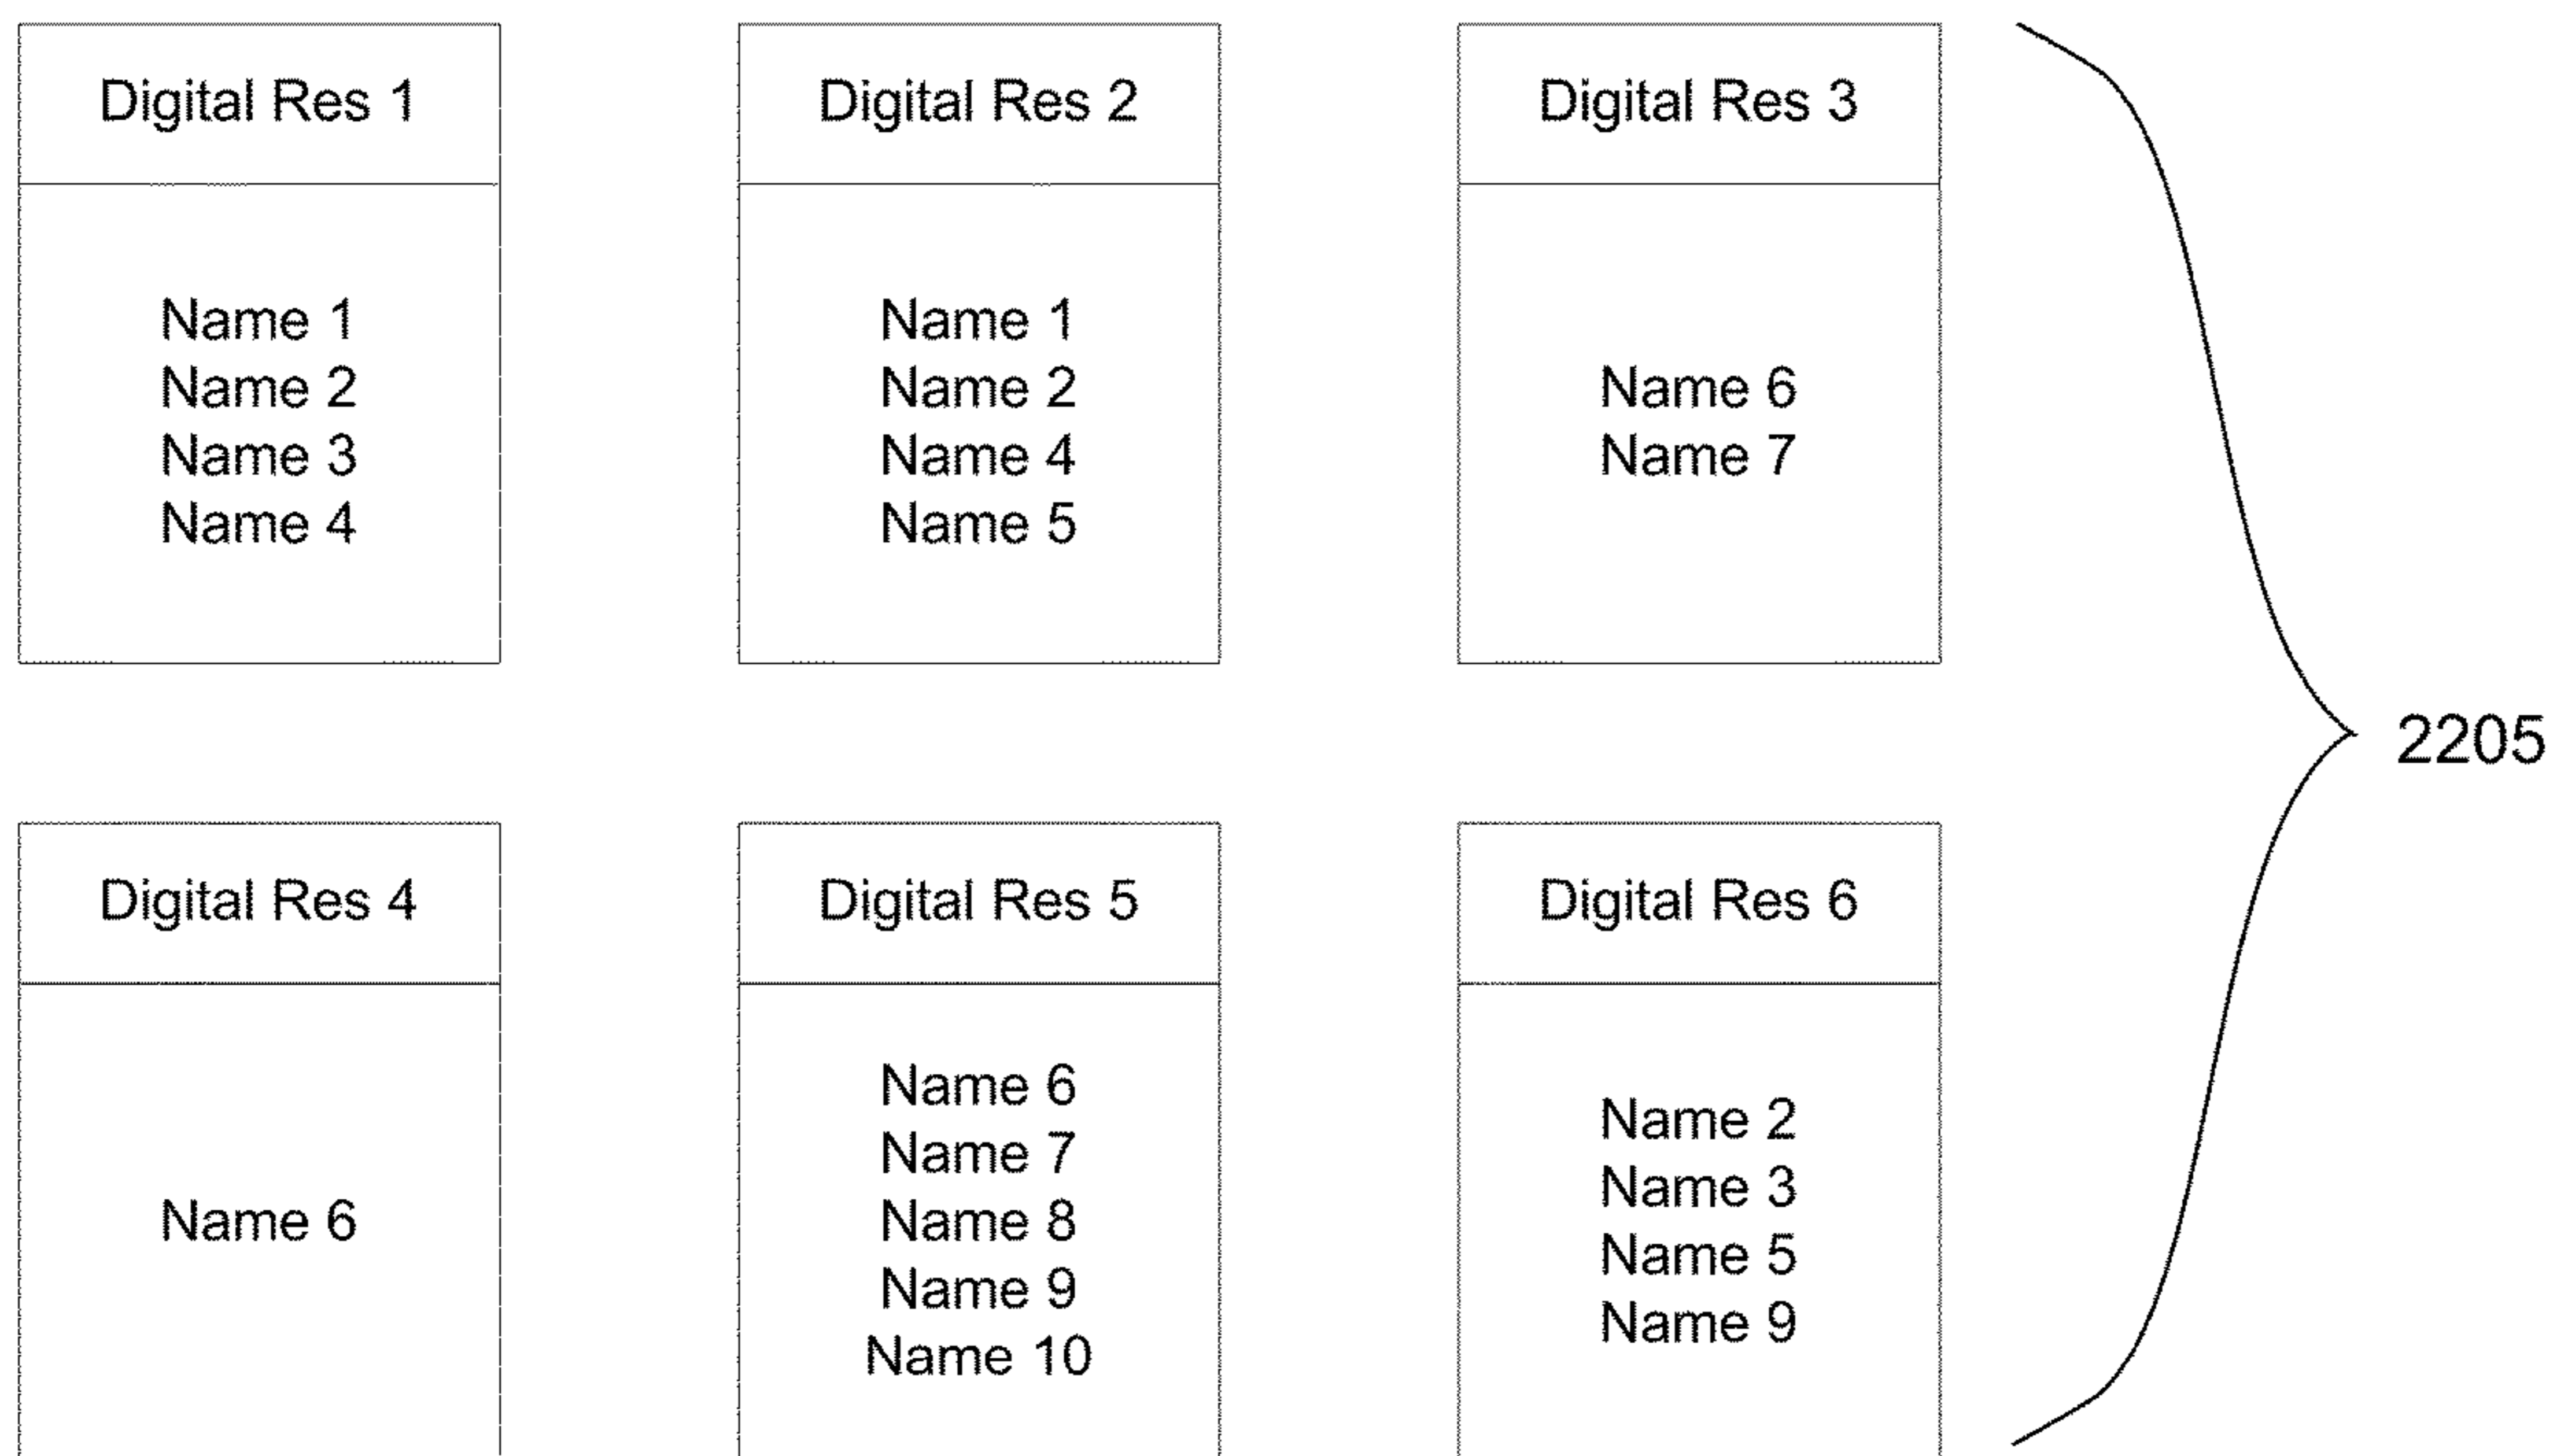 Digital Res 1
Name 1
Name 2
Name 3
Name 4
Digital Res 2
Name 1
Name 2
Name 4
Name 5
Digital Res 3
Name 6
Name 7
2205
Digital Res 4
Name 6
Digital Res 5
Name 6
Name 7
Name 8
Name 9
Name 10
Digital Res 6
Name 2
Name 3
Name 5
Name 9